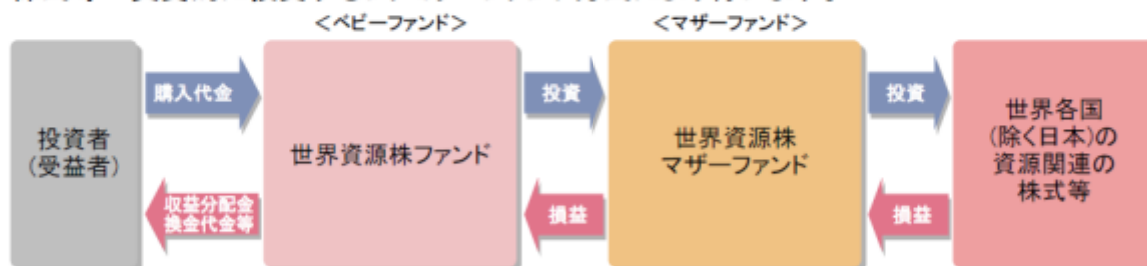 <ベビーファンド>
<マザーファンド>
投資者
(受益者)
購入代金
収益分配金
換金代金等
世界資源株ファンド
投資
損益
世界資源株
マザーファンド
投資
損益
世界各国
(除く日本)の
資源関連の
株式等